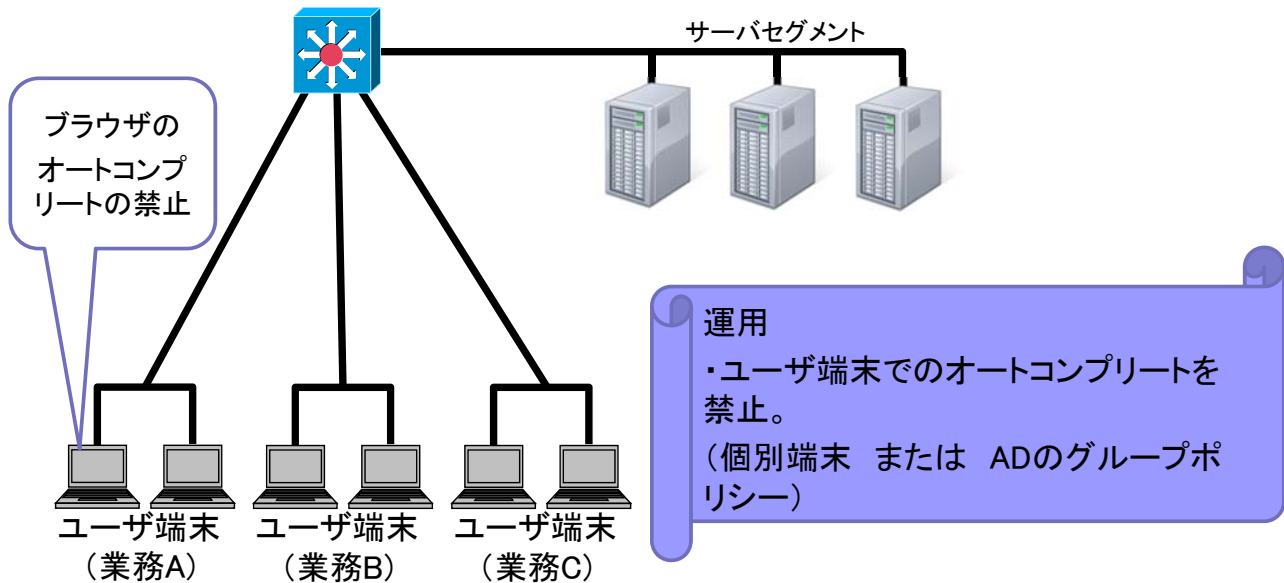 サーバセグメント
ブラウザの
オートコンプ
リートの禁止
運用
・ユーザ端末でのオートコンプリートを
禁止。
（個別端末　または　ADのグループポ
リシー）
ユーザ端末
（業務A）
ユーザ端末
（業務B）
ユーザ端末
（業務C）